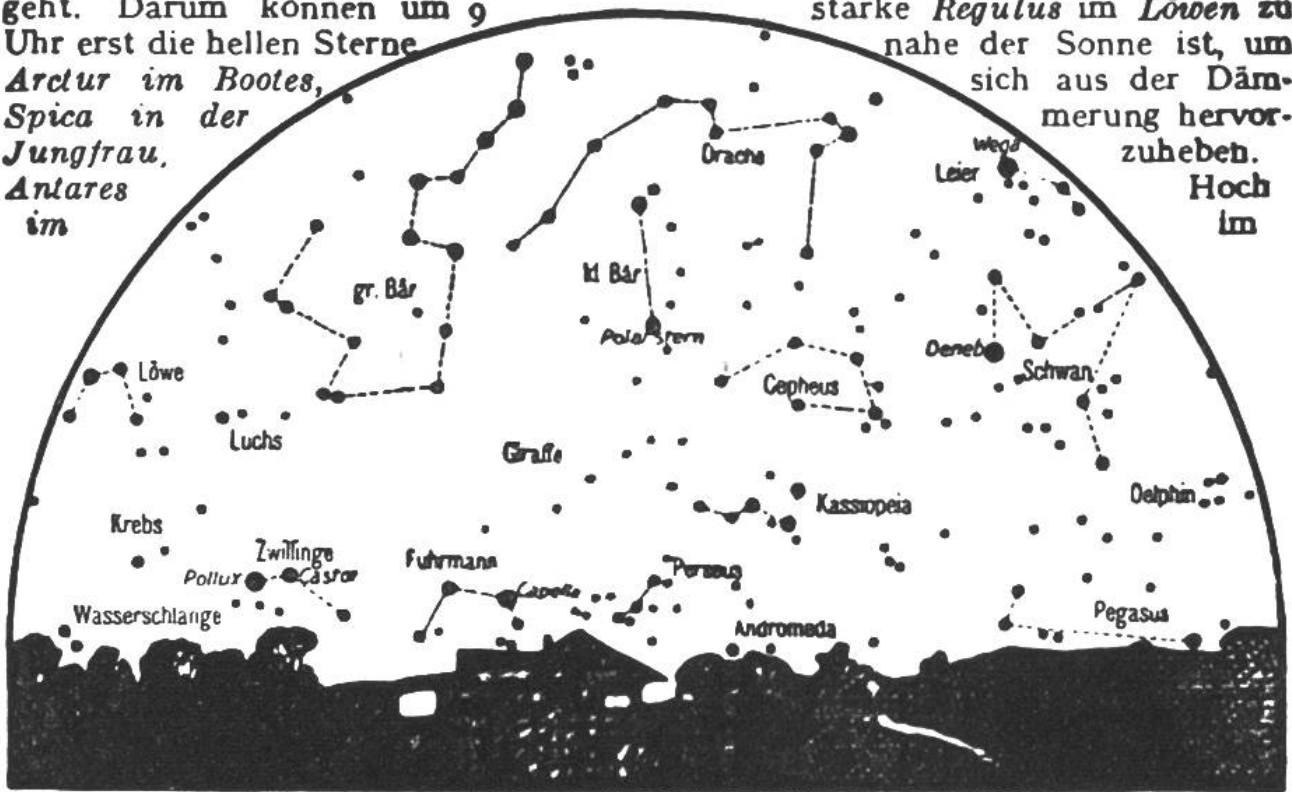 geht. Darum können um 9
Uhr erst die hellen Sterne
Arctur im Bootes,
Spica in der
Jungfrau,
Antares
im
starke Regulus im Löwen zu
nahe der Sonne ist, um
sich aus der Däm-
merung hervor-
zuheben.
Hoch
im
Drache
Wega
Leier
gr. Bär
kl Bär
Polarstern
Deneb
Schwan
Löwe
Cepheus
Luchs
Giraffe
Delphin
Kassiopeia
Krebs
Zwillinge
Pollux
Castor
Fuhrmann
Capella
Perseus
Wasserschlange
Pegasus
Andromeda